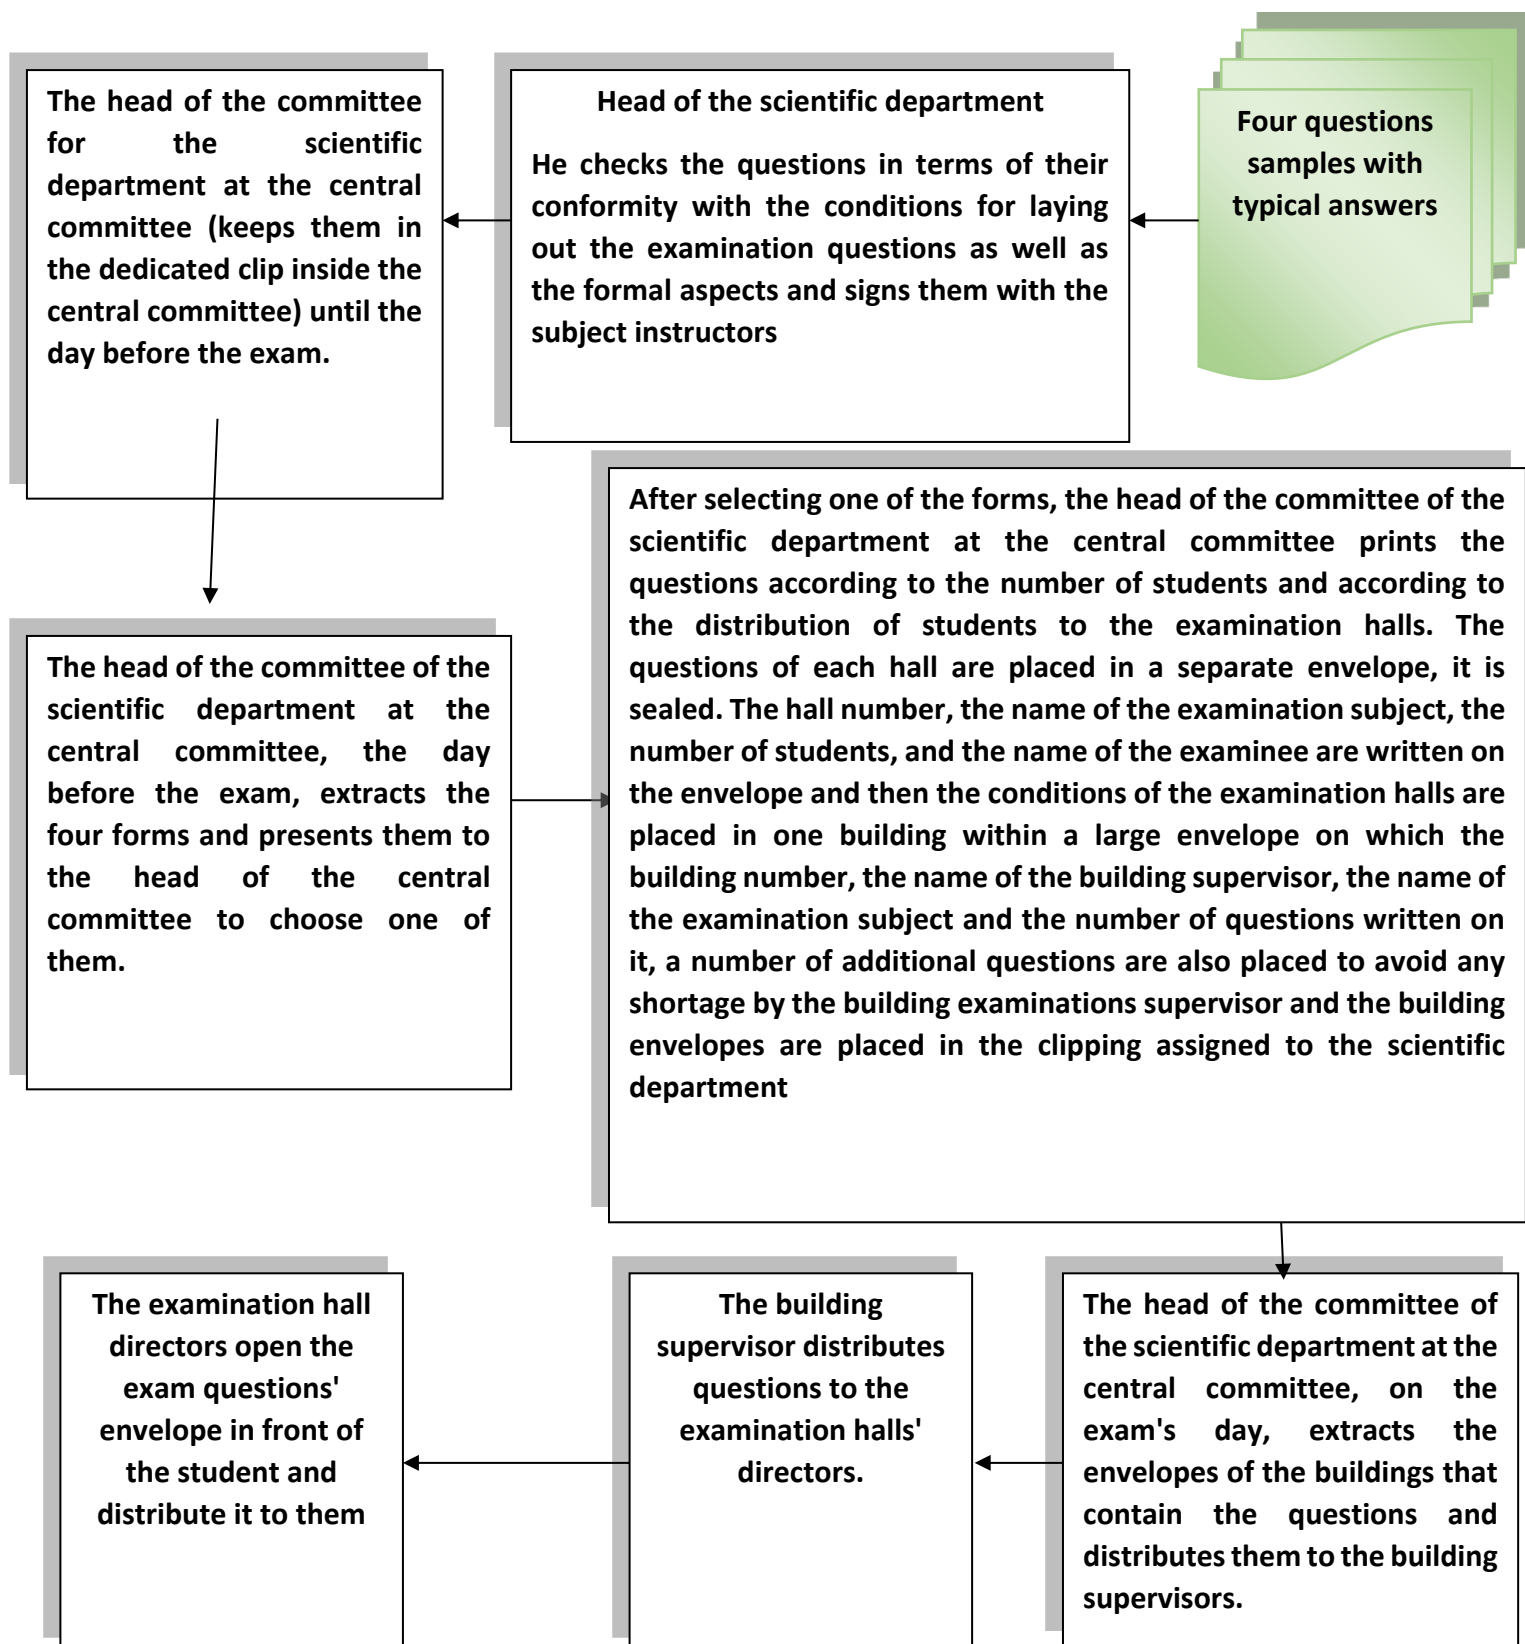 Four questions
samples with
typical answers
Head of the scientific department
He checks the questions in terms of their
conformity with the conditions for laying
out the examination questions as well as
the formal aspects and signs them with the
subject instructors
The head of the committee
for the scientific
department at the central
committee (keeps them in
the dedicated clip inside the
central committee) until the
day before the exam.
The head of the committee of the
scientific department at the
central committee, the day
before the exam, extracts the
four forms and presents them to
the head of the central
committee to choose one of
them.
After selecting one of the forms, the head of the committee of the
scientific department at the central committee prints the
questions according to the number of students and according to
the distribution of students to the examination halls. The
questions of each hall are placed in a separate envelope, it is
sealed. The hall number, the name of the examination subject, the
number of students, and the name of the examinee are written on
the envelope and then the conditions of the examination halls are
placed in one building within a large envelope on which the
building number, the name of the building supervisor, the name of
the examination subject and the number of questions written on
it, a number of additional questions are also placed to avoid any
shortage by the building examinations supervisor and the building
envelopes are placed in the clipping assigned to the scientific
department
The head of the committee of
the scientific department at the
central committee, on the
exam's day, extracts the
envelopes of the buildings that
contain the questions and
distributes them to the building
supervisors.
The building
supervisor distributes
questions to the
examination halls'
directors.
The examination hall
directors open the
exam questions'
envelope in front of
the student and
distribute it to them